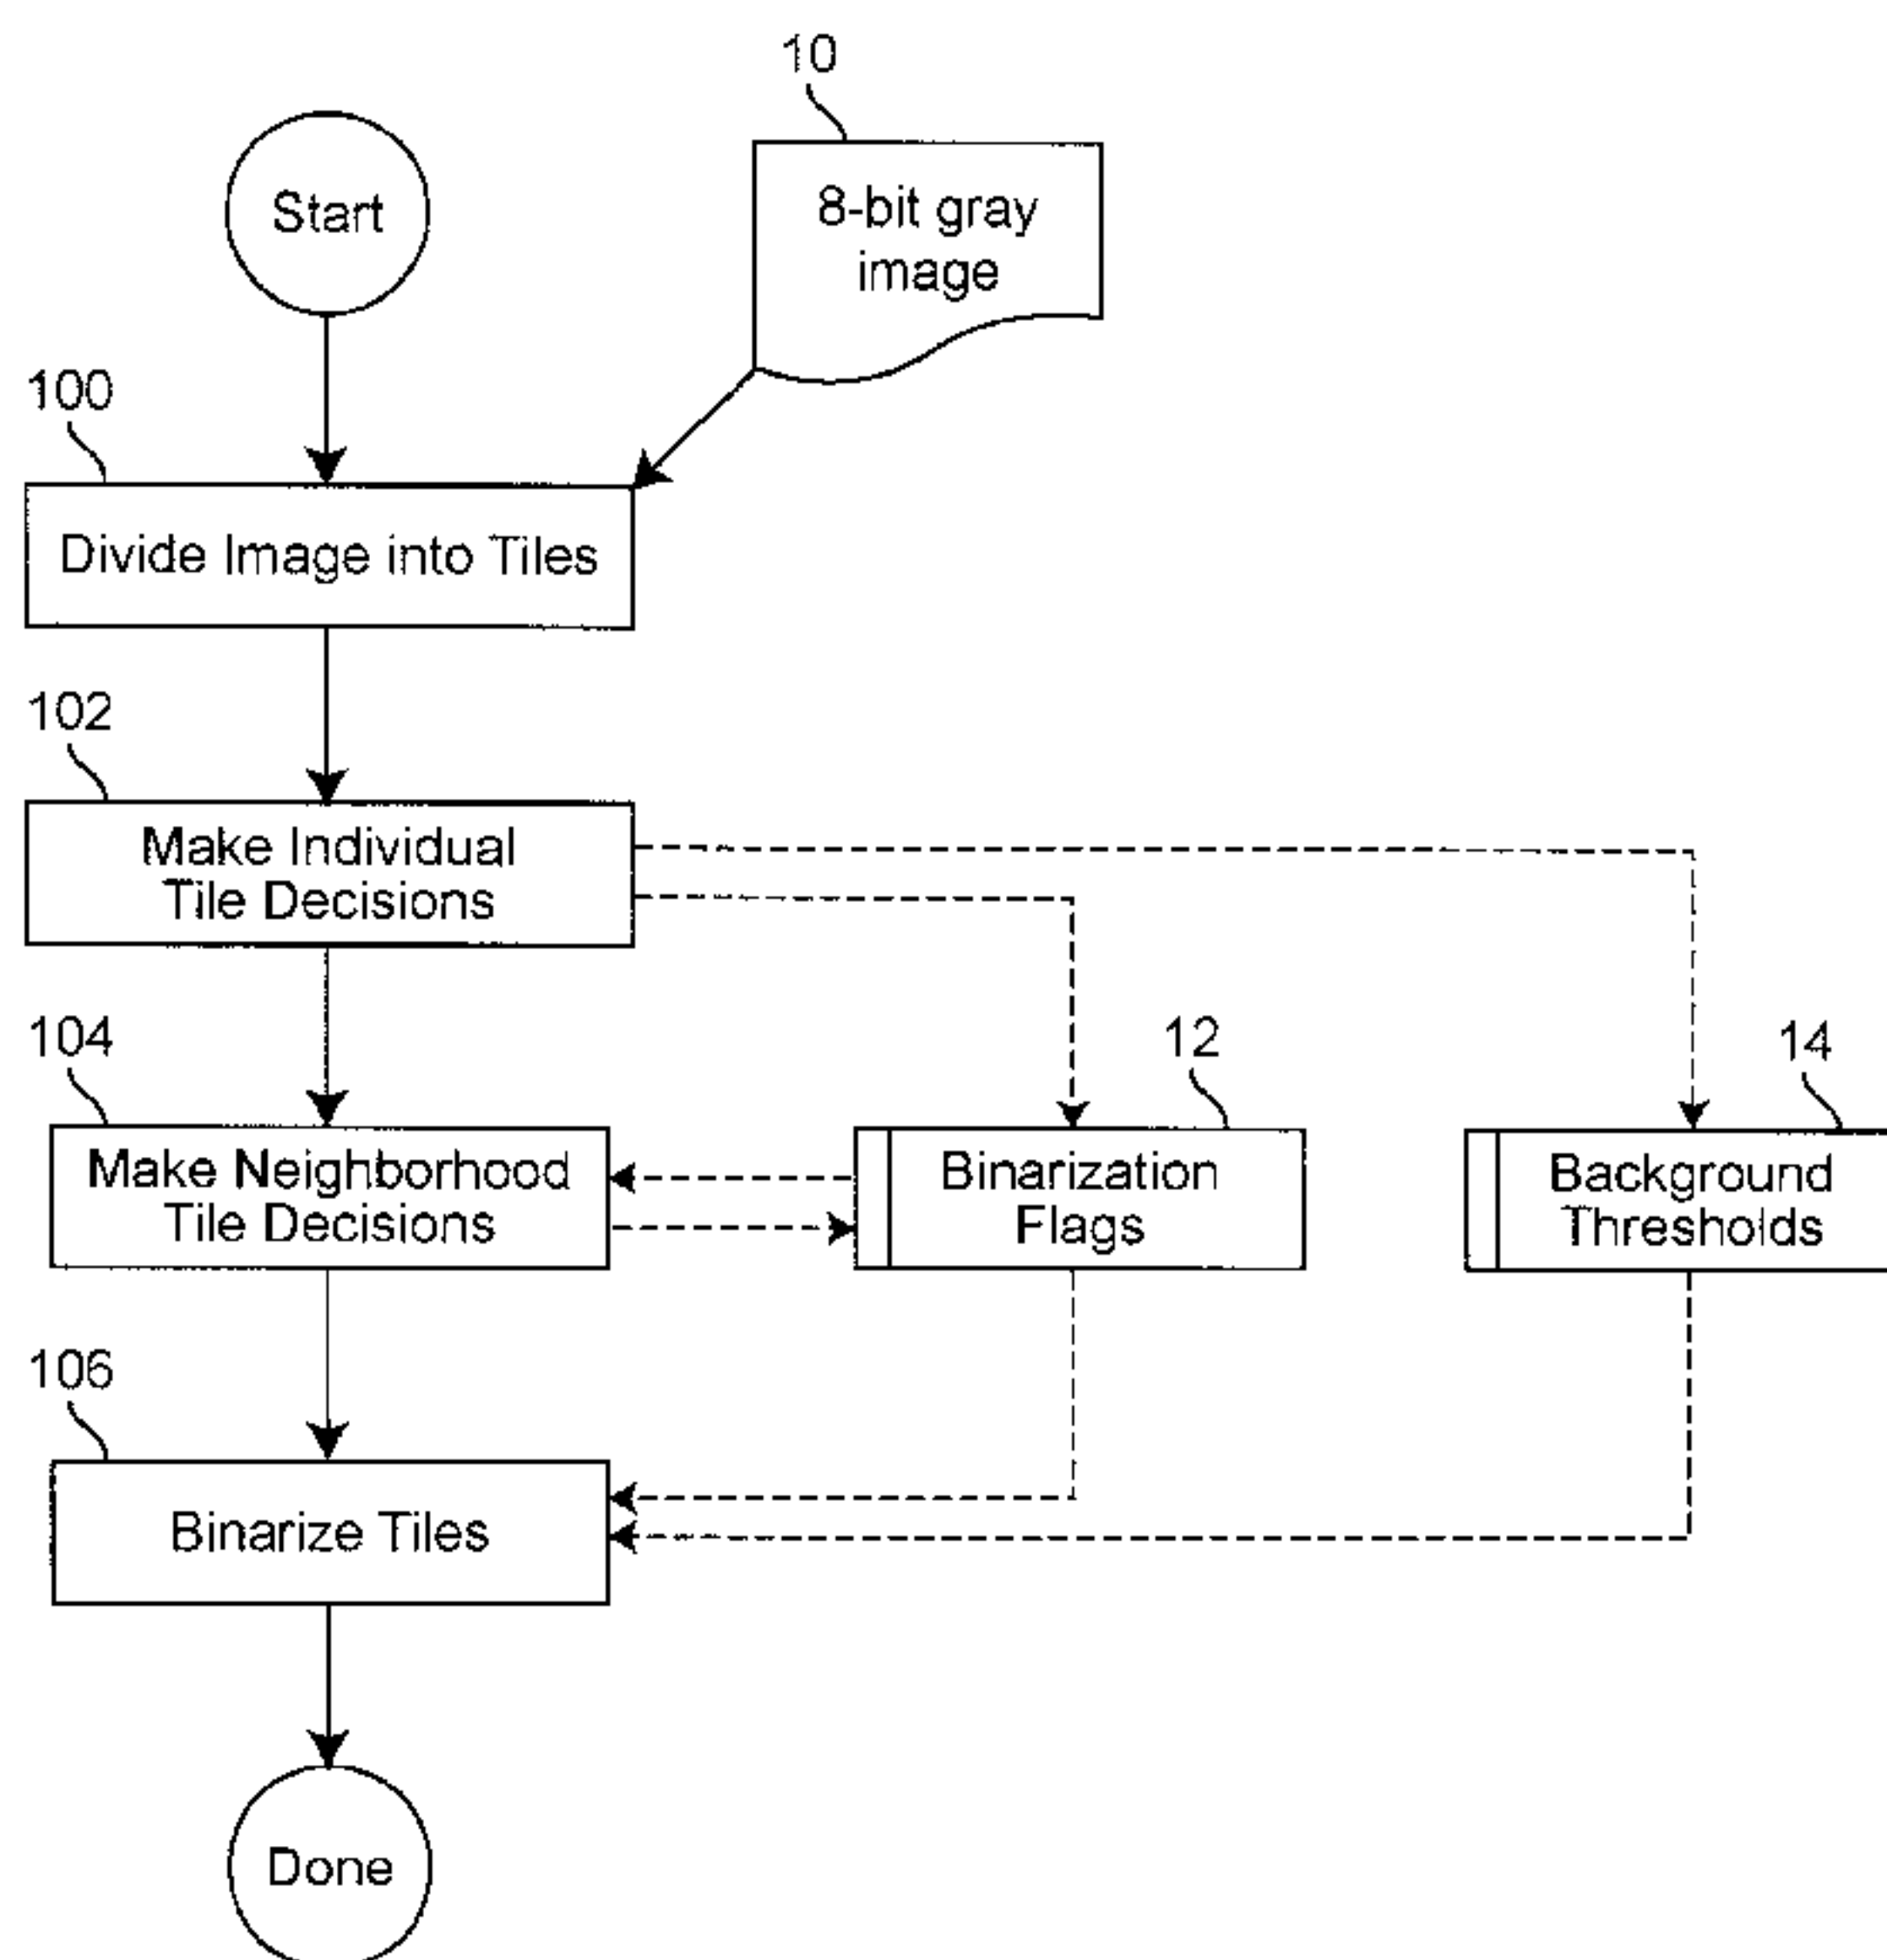 10
Start
8-bit gray
image
100
Divide Image into Tiles
102
Make Individual
Tile Decisions
104
Make Neighborhood
Tile Decisions
12
Binarization
Flags
14
Background
Thresholds
106
Binarize Tiles
Done